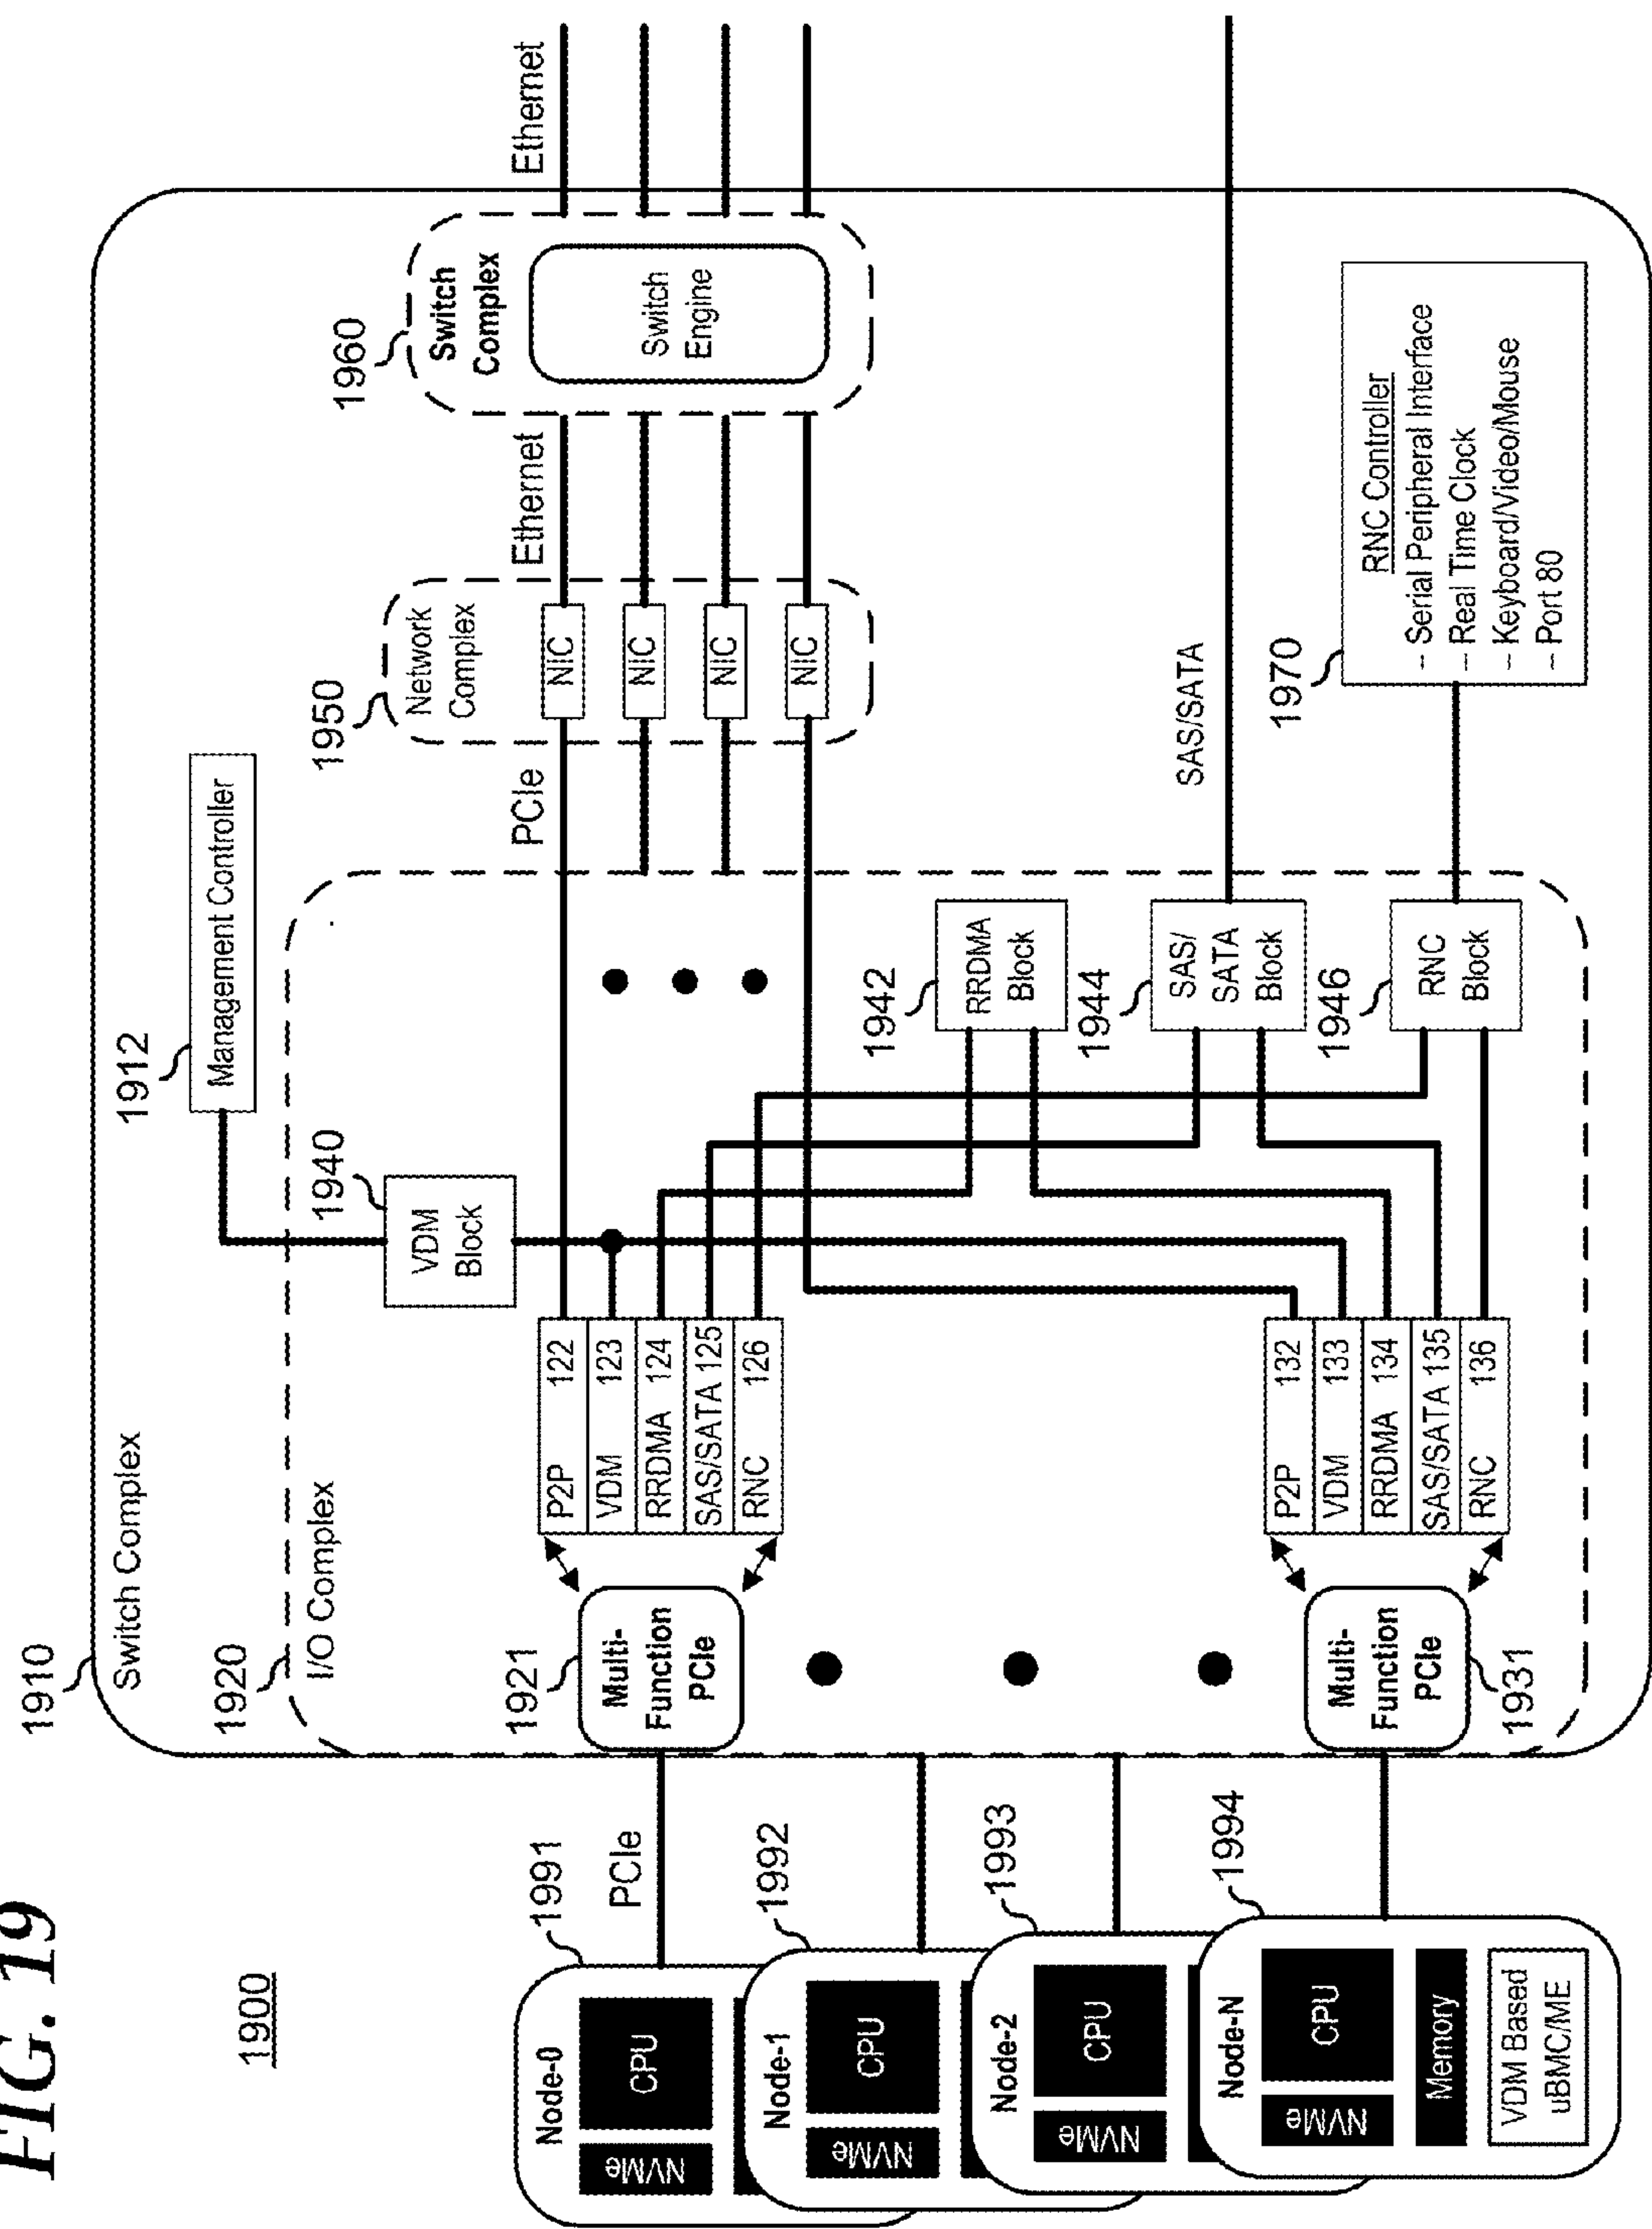 FIG. 19
1900
1910
Switch Complex
1912
Management Controller
1920
I/O Complex
1940
VDM
Block
1950
Network
Complex
1960
Switch
Complex
Switch
Engine
PCIe
Ethernet
Ethernet
NIC
NIC
NIC
NIC
1991
Node-0
NVMe
CPU
PCIe
1992
Node-1
NVMe
CPU
1993
Node-2
NVMe
CPU
1994
Node-N
NVMe
CPU
Memory
VDM Based
uBMC/ME
1921
Multi-
Function
PCIe
P2P 122
VDM 123
RRDMA 124
SAS/SATA 125
RNC 126
1931
Multi-
Function
PCIe
P2P 132
VDM 133
RRDMA 134
SAS/SATA 135
RNC 136
1942
RRDMA
Block
1944
SAS/
SATA
Block
1946
RNC
Block
SAS/SATA
1970
RNC Controller
-- Serial Peripheral Interface
-- Real Time Clock
-- Keyboard/Video/Mouse
-- Port 80